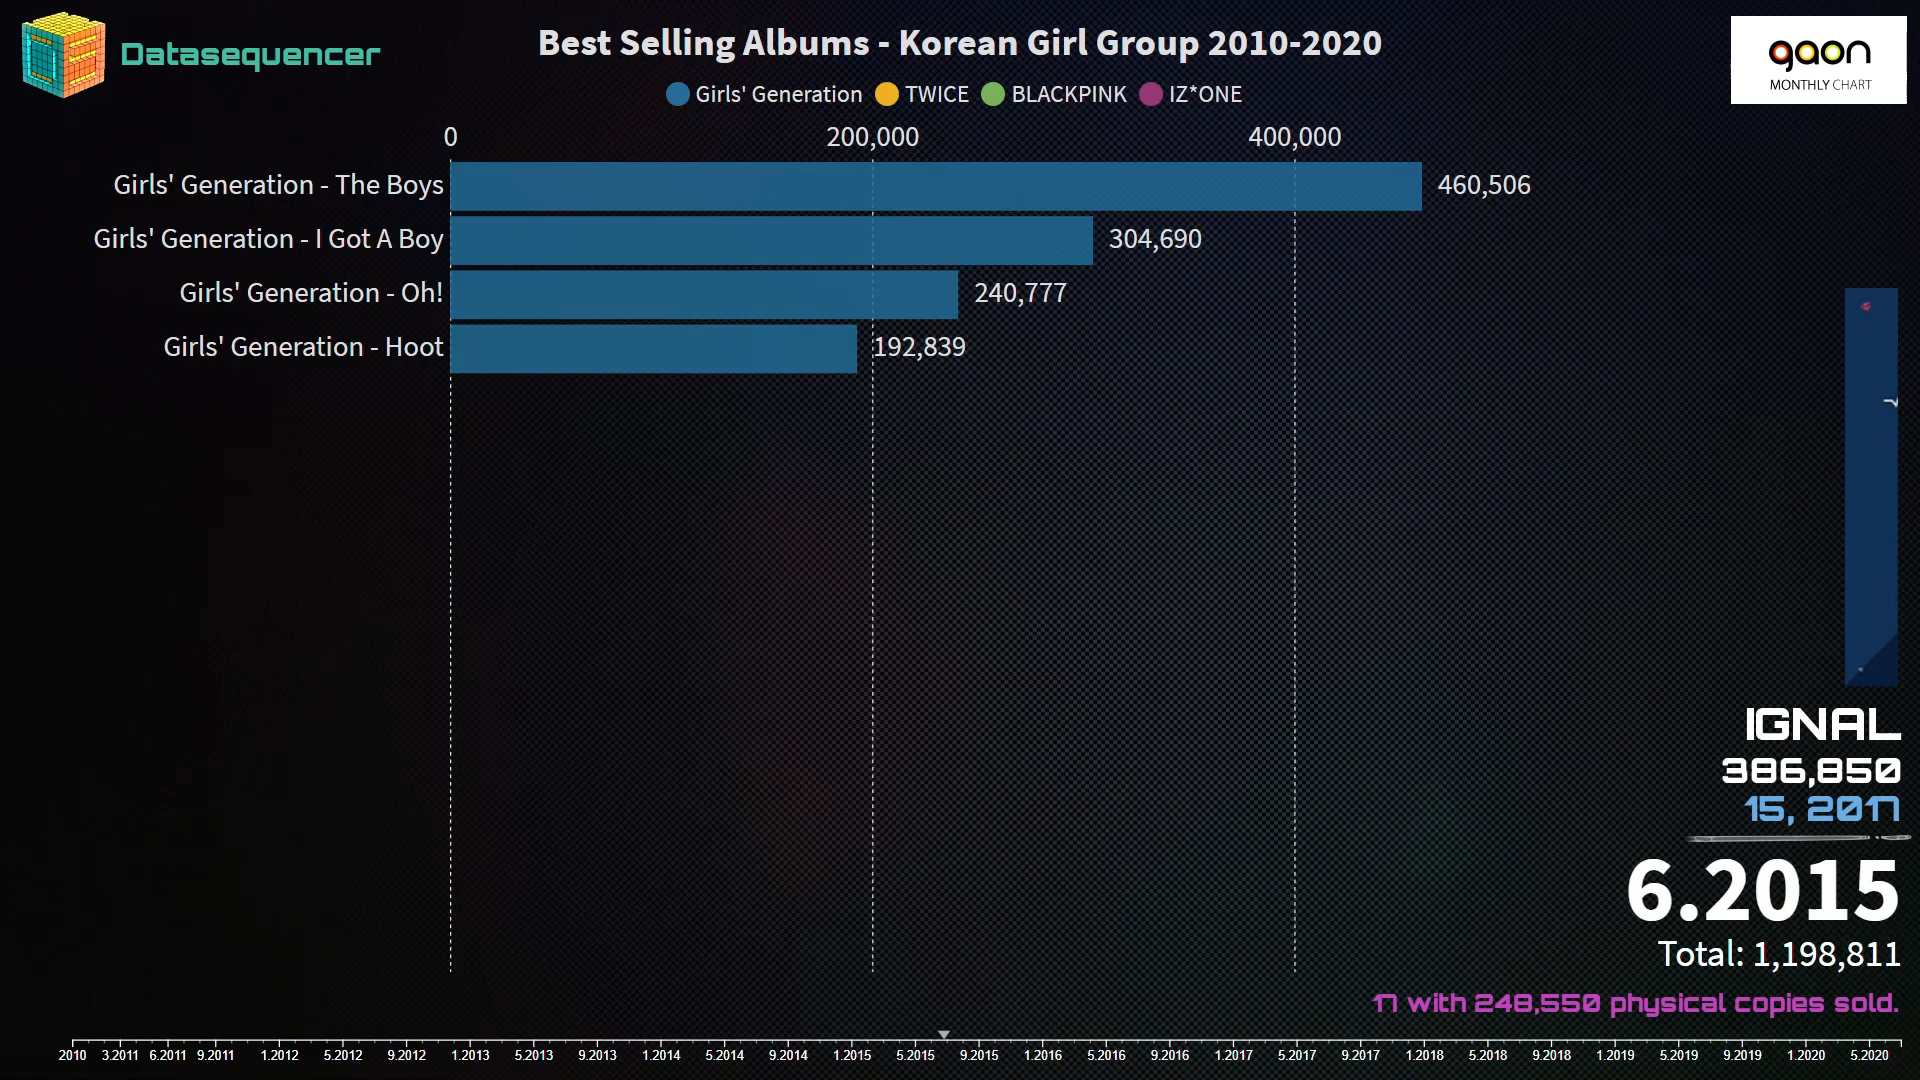 Datasequencer
Best Selling Albums - Korean Girl Group 2010-2020
gaon
MONTHLY CHART
Girls' Generation TWICE BLACKPINK IZ*ONE
0 200,000 400,000
Girls' Generation - The Boys 460,506
Girls' Generation - I Got A Boy 304,690
Girls' Generation - Oh! 240,777
Girls' Generation - Hoot 192,839
IGNAL
386,850
15, 2017
6.2015
Total: 1,198,811
17 with 248,550 physical copies sold.
2010 3.2011 6.2011 9.2011 1.2012 5.2012 9.2012 1.2013 5.2013 9.2013 1.2014 5.2014 9.2014 1.2015 5.2015 9.2015 1.2016 5.2016 9.2016 1.2017 5.2017 9.2017 1.2018 5.2018 9.2018 1.2019 5.2019 9.2019 1.2020 5.2020